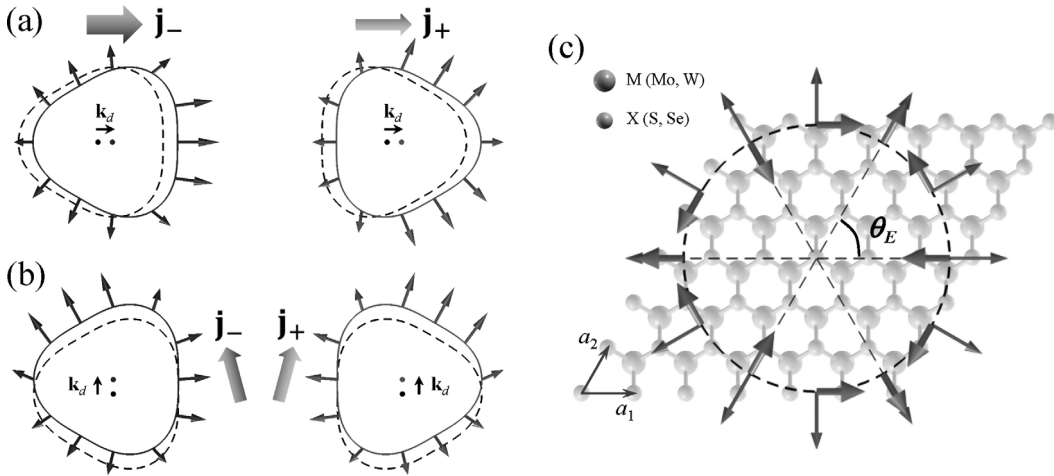 (a)
j₋
j₊
k_d
k_d
(b)
j₋
j₊
k_d
k_d
(c)
M (Mo, W)
X (S, Se)
θ_E
a₂
a₁